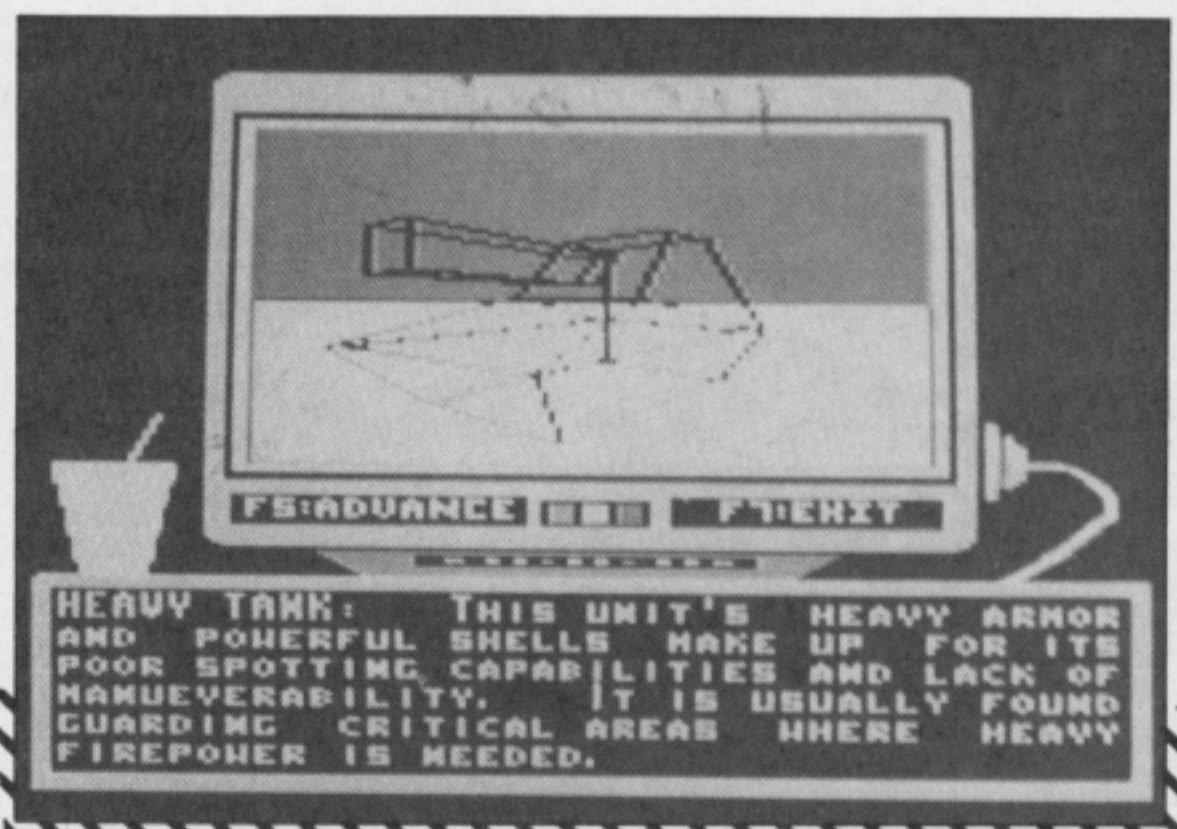 F5:ADVANCE F7:EXIT
HEAVY TANK: THIS UNIT'S HEAVY ARMOR
AND POWERFUL SHELLS MAKE UP FOR ITS
POOR SPOTTING CAPABILITIES AND LACK OF
MANUEVERABILITY. IT IS USUALLY FOUND
GUARDING CRITICAL AREAS WHERE HEAVY
FIREPOWER IS NEEDED.